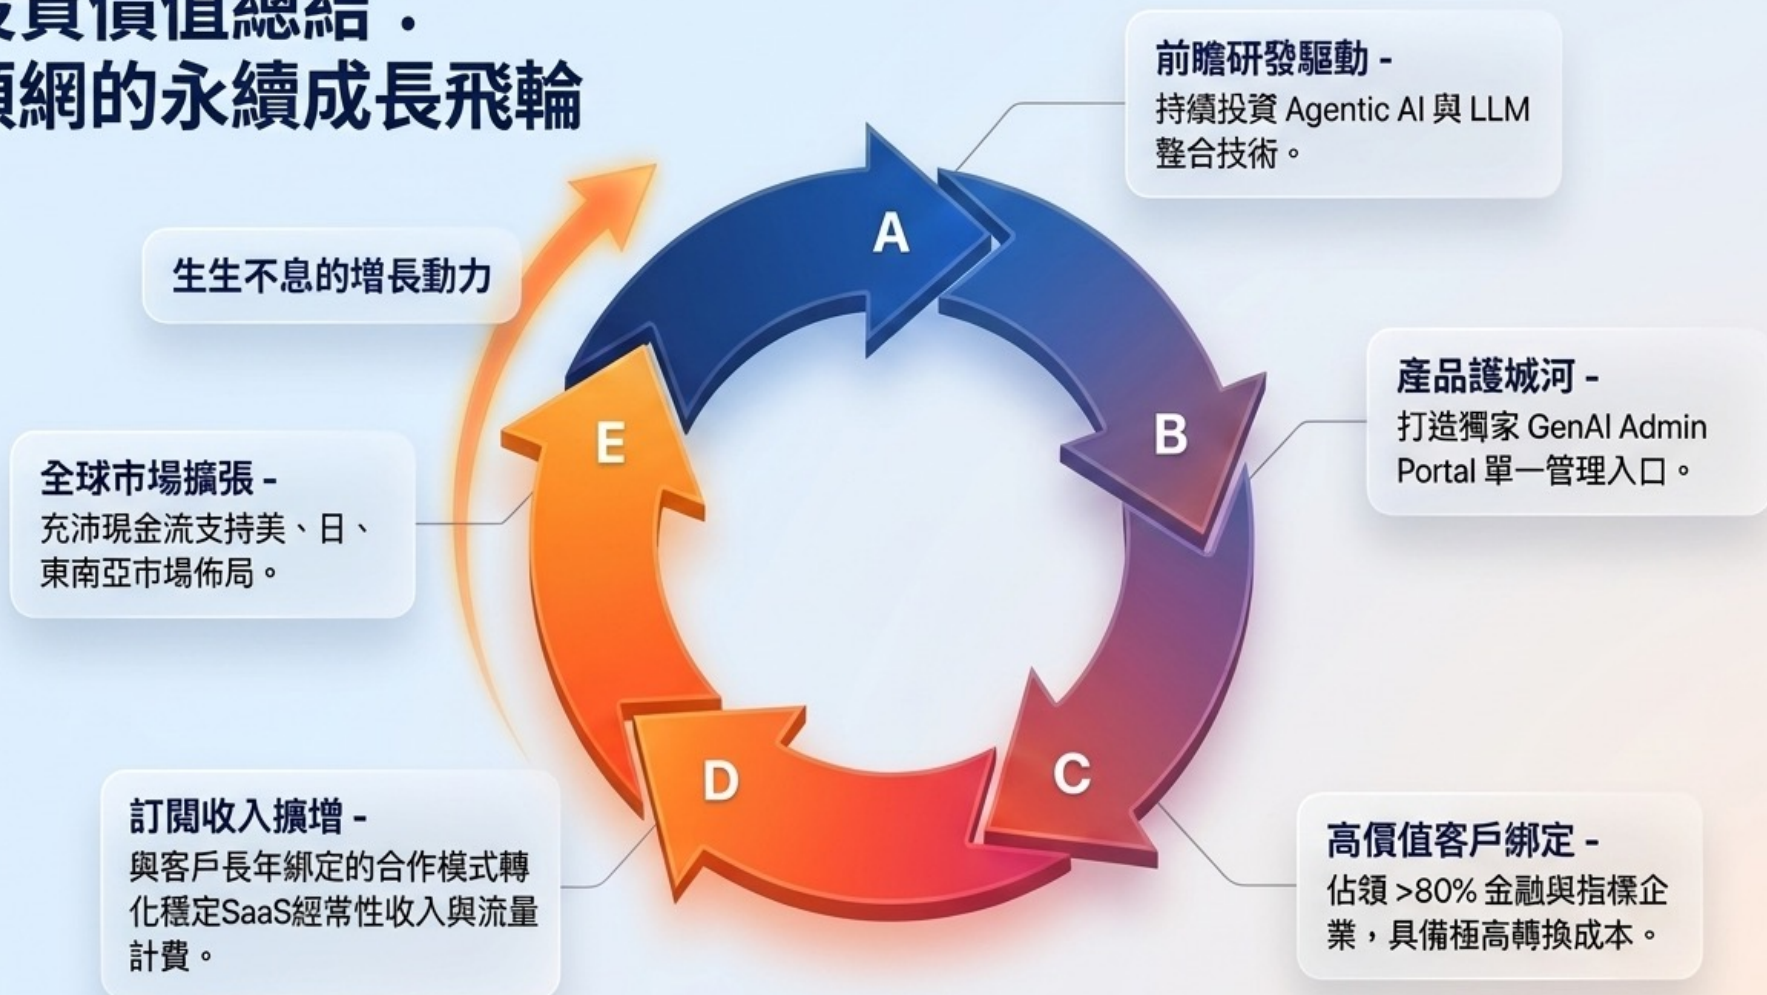 資價值總結：
網的永續成長飛輪
前瞻研發驅動 -
持續投資 Agentic AI 與 LLM
整合技術。
A
生生不息的增長動力
B
產品護城河 -
打造獨家 GenAI Admin
Portal 單一管理入口。
E
全球市場擴張 -
充沛現金流支持美、日、
東南亞市場佈局。
D
C
訂閱收入擴增 -
與客戶長年綁定的合作模式轉
化穩定SaaS經常性收入與流量
計費。
高價值客戶綁定 -
佔領 >80% 金融與指標企
業，具備極高轉換成本。